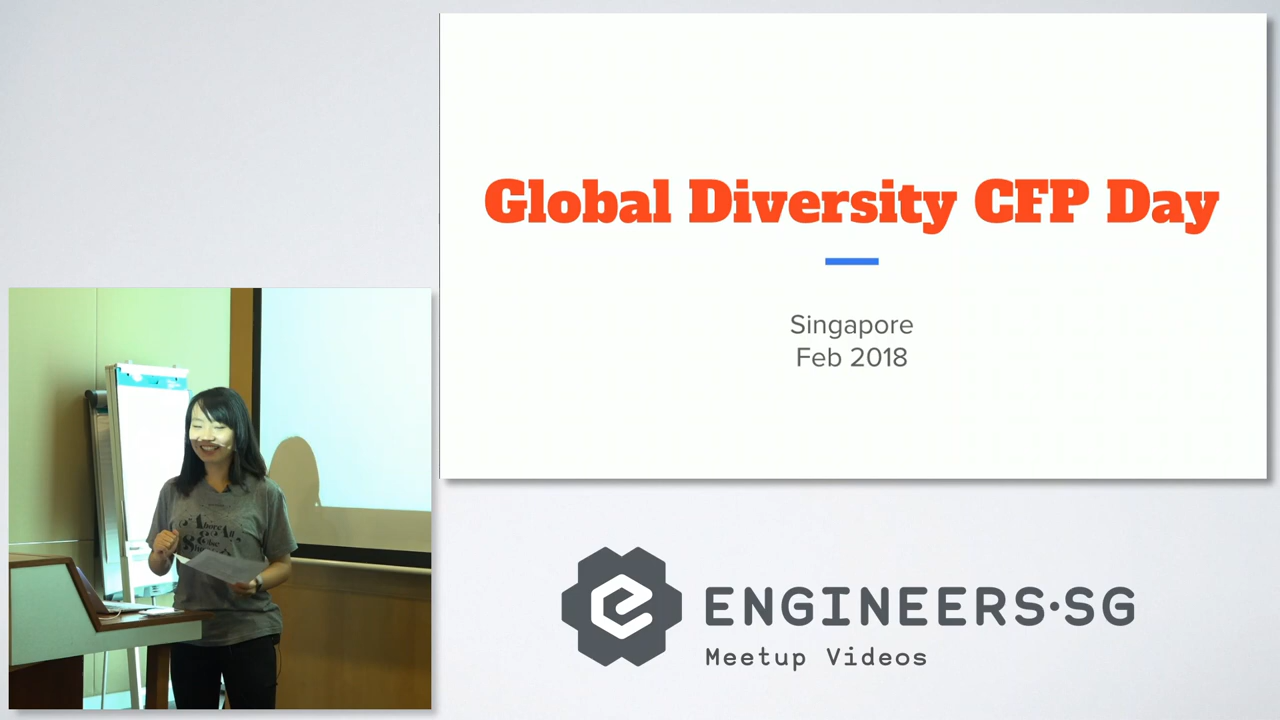 Global Diversity CFP Day
Singapore
Feb 2018
ENGINEERS·SG
Meetup Videos